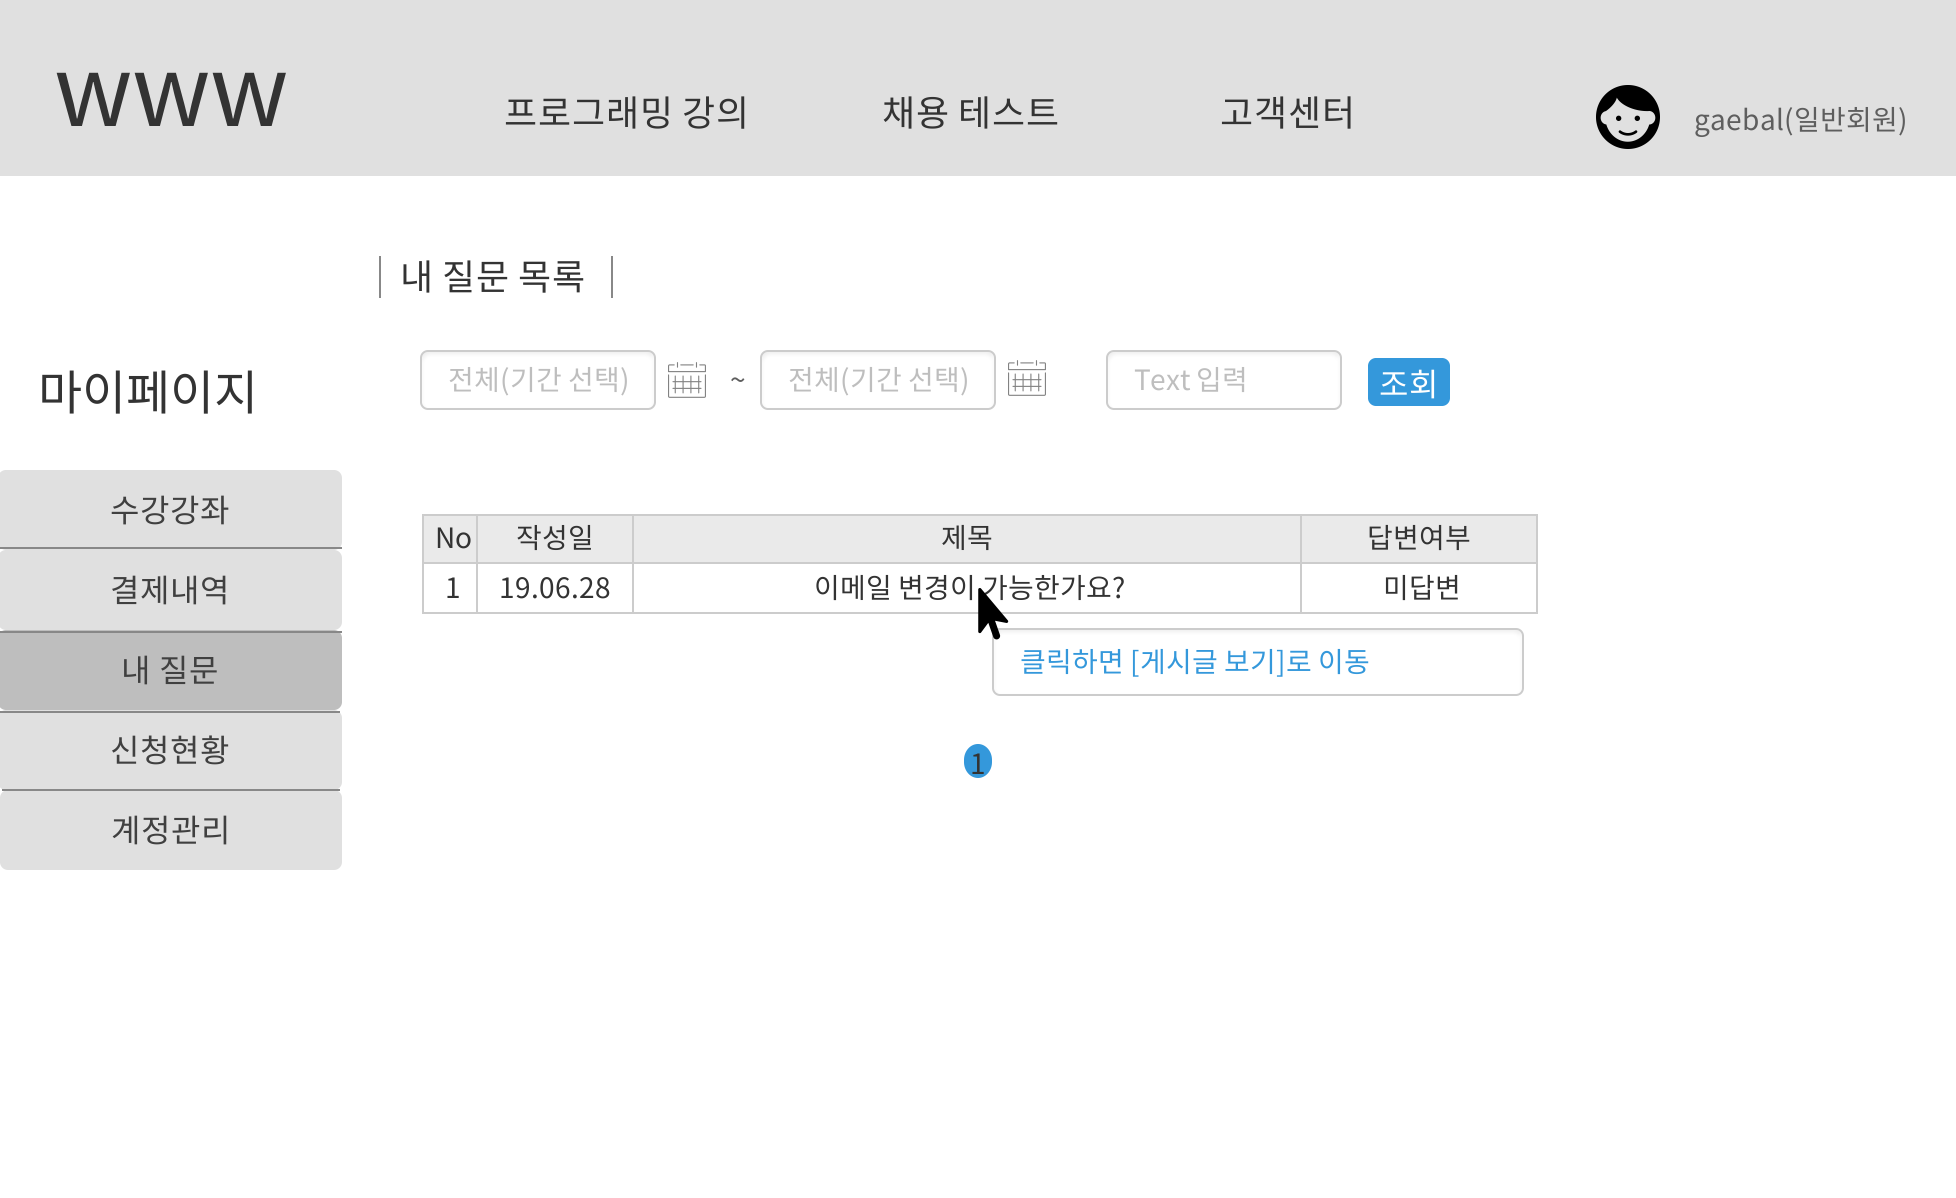 WWW
프로그래밍 강의 채용 테스트 고객센터 gaebal(일반회원)
내 질문 목록
마이페이지
전체(기간 선택) ~ 전체(기간 선택) Text 입력 조회
수강강좌
결제내역
내 질문
신청현황
계정관리
No 작성일 제목 답변여부
1 19.06.28 이메일 변경이 가능한가요? 미답변
클릭하면 [게시글 보기]로 이동
1